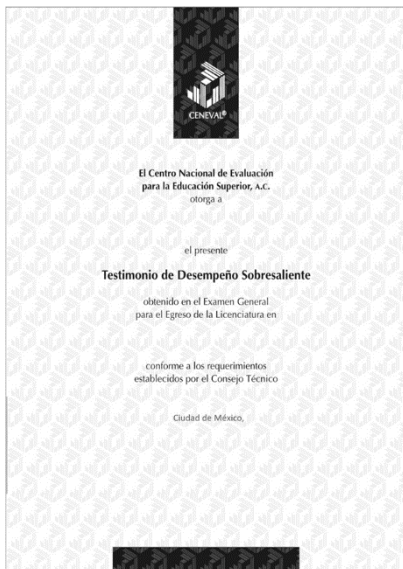 CENEVAL®
El Centro Nacional de Evaluación
para la Educación Superior, A.C.
otorga a
el presente
Testimonio de Desempeño Sobresaliente
obtenido en el Examen General
para el Egreso de la Licenciatura en
conforme a los requerimientos
establecidos por el Consejo Técnico
Ciudad de México,